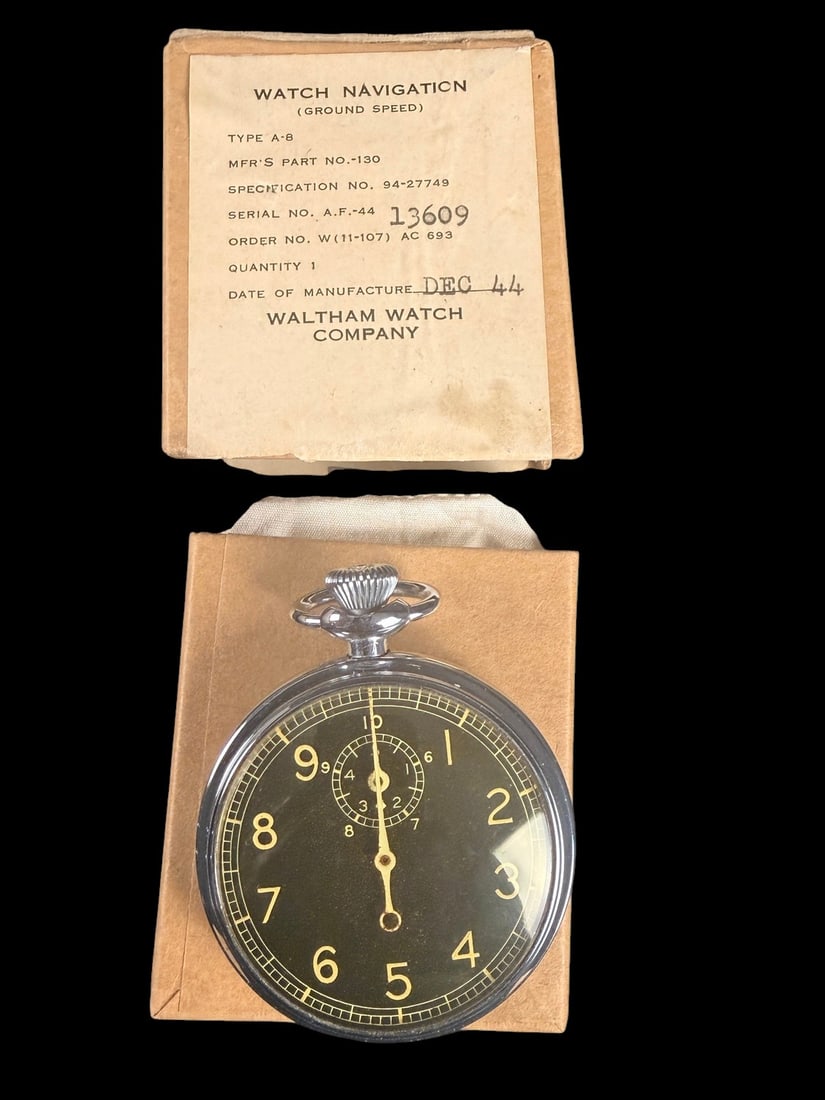 WATCH NAVIGATION
(GROUND SPEED)
TYPE A-8
MFR'S PART NO.-130
SPECIFICATION NO. 94-27749
SERIAL NO. A.F.-44 13609
ORDER NO. W(11-107) AC 693
QUANTITY 1
DATE OF MANUFACTURE DEC 44
WALTHAM WATCH
COMPANY
10
1
2
3
4
5
6
7
8
9
6
7
8
9
1
2
3
4